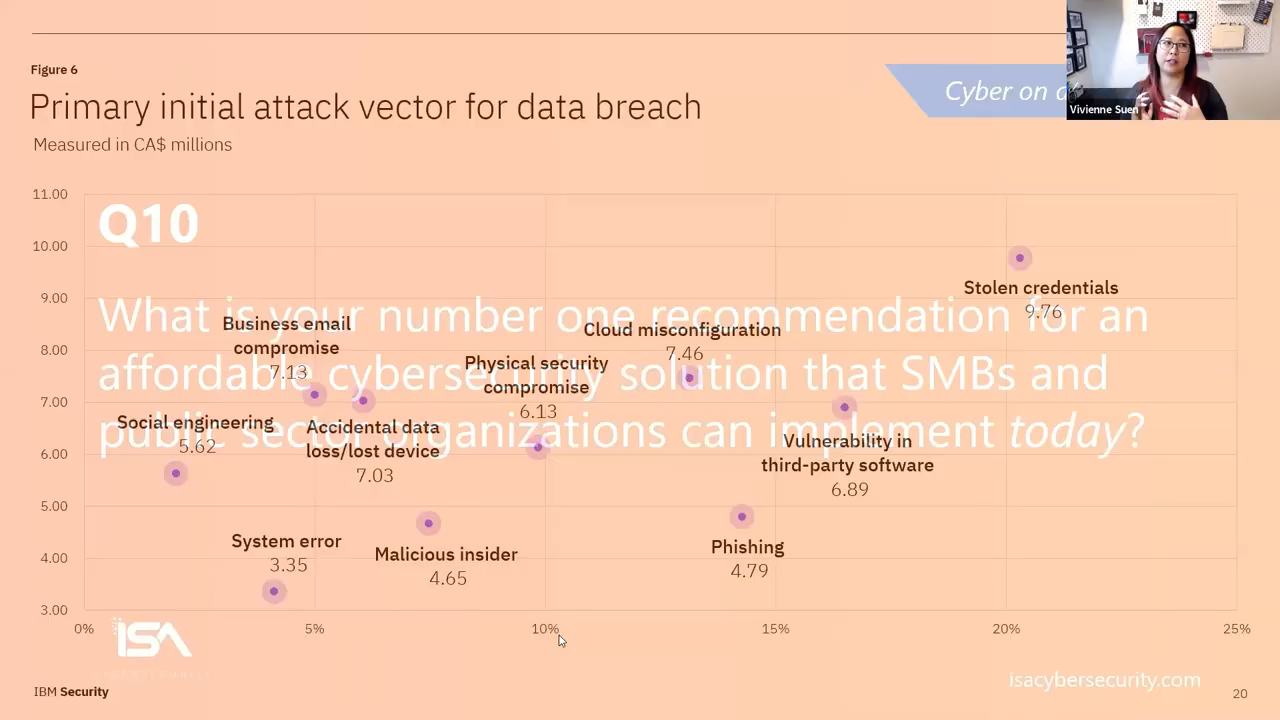 Figure 6
Primary initial attack vector for data breach
Measured in CA$ millions
Cyber on a
Vivienne Suen
11.00
10.00
9.00
8.00
7.00
6.00
5.00
4.00
3.00
Q10
What is your number one recommendation for an
affordable cybersecurity solution that SMBs and
public sector organizations can implement today?
Stolen credentials
9.76
Business email
compromise
7.13
Cloud misconfiguration
7.46
Physical security
compromise
6.13
Social engineering
5.62
Accidental data
loss/lost device
7.03
Vulnerability in
third-party software
6.89
System error
3.35
Malicious insider
4.65
Phishing
4.79
0% 5% 10% 15% 20% 25%
ISA
IBM Security
isacybersecurity.com
20